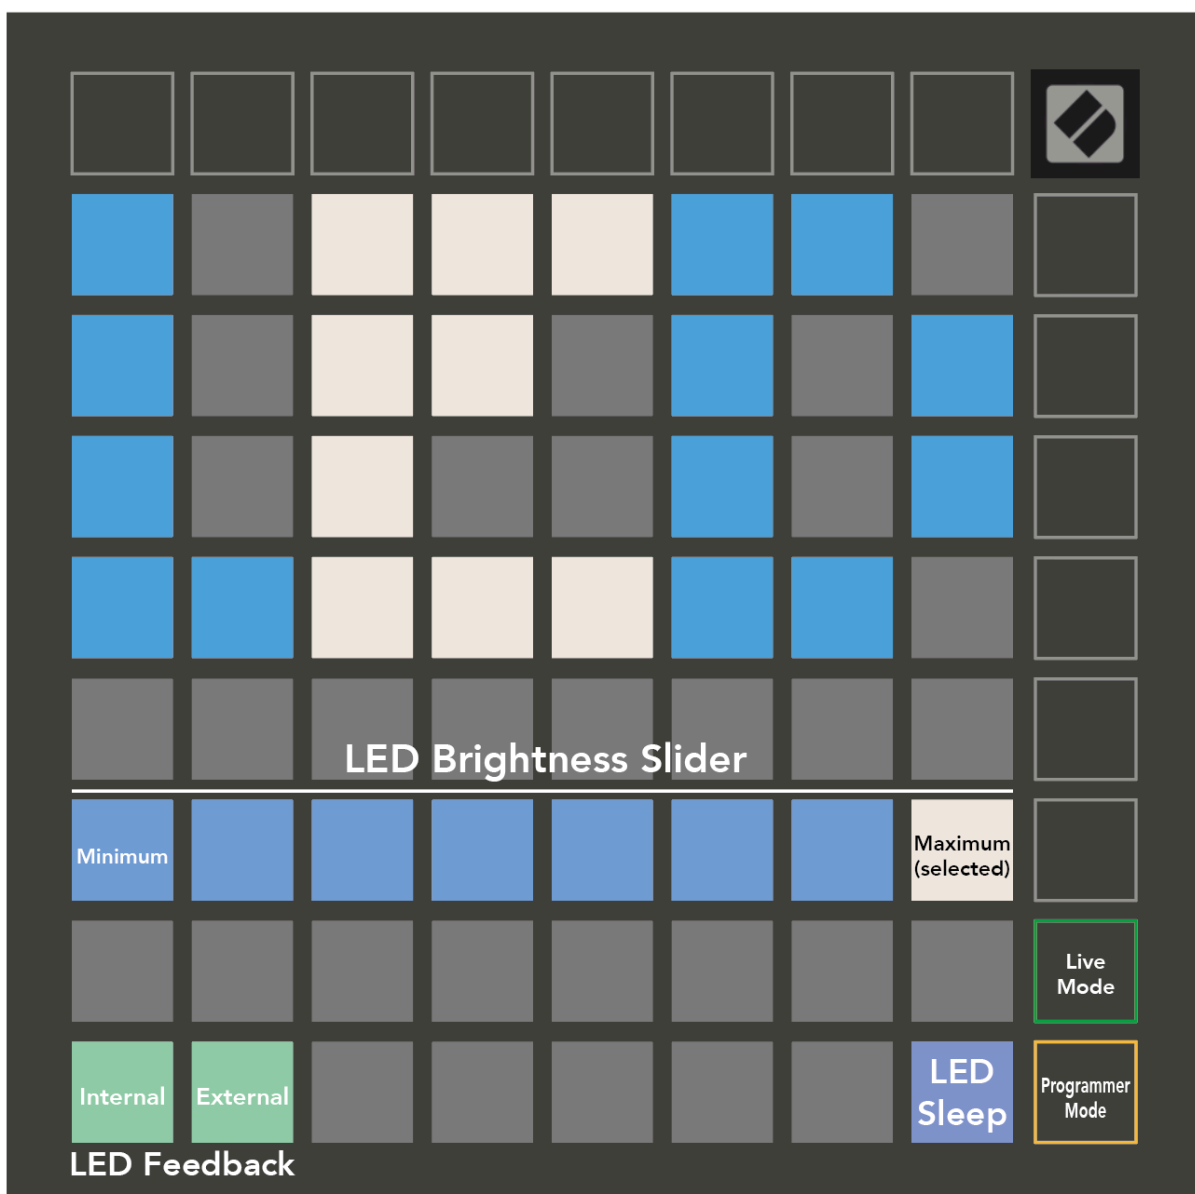 LED Brightness Slider
Minimum
Maximum
(selected)
Live
Mode
Internal
External
LED
Sleep
Programmer
Mode
LED Feedback